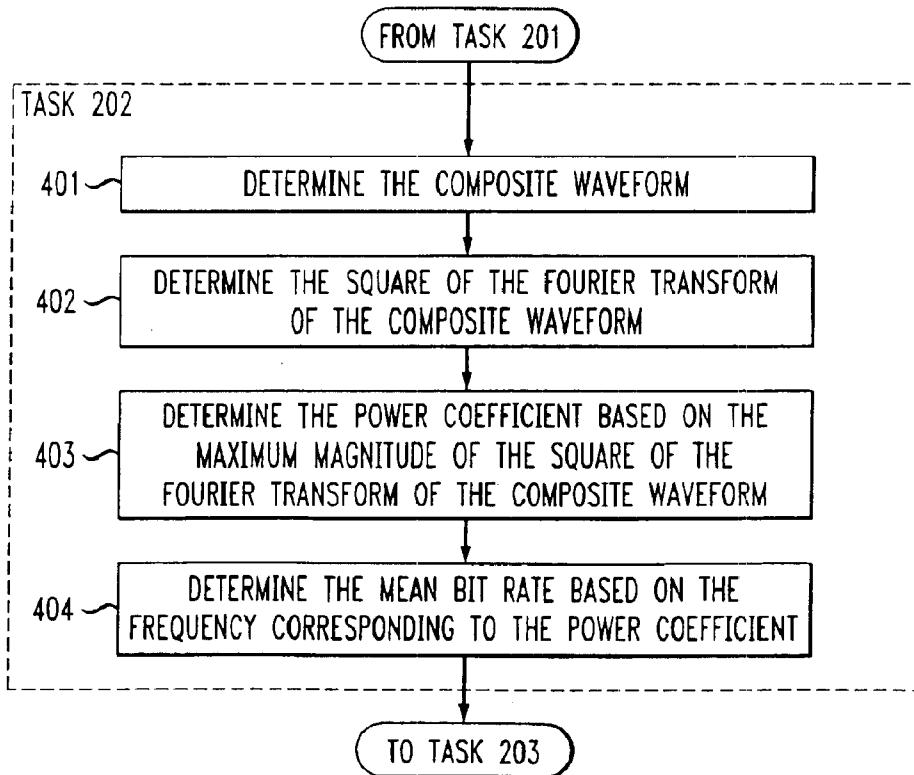 FROM TASK 201
TASK 202
401
DETERMINE THE COMPOSITE WAVEFORM
402
DETERMINE THE SQUARE OF THE FOURIER TRANSFORM
OF THE COMPOSITE WAVEFORM
403
DETERMINE THE POWER COEFFICIENT BASED ON THE
MAXIMUM MAGNITUDE OF THE SQUARE OF THE
FOURIER TRANSFORM OF THE COMPOSITE WAVEFORM
404
DETERMINE THE MEAN BIT RATE BASED ON THE
FREQUENCY CORRESPONDING TO THE POWER COEFFICIENT
TO TASK 203